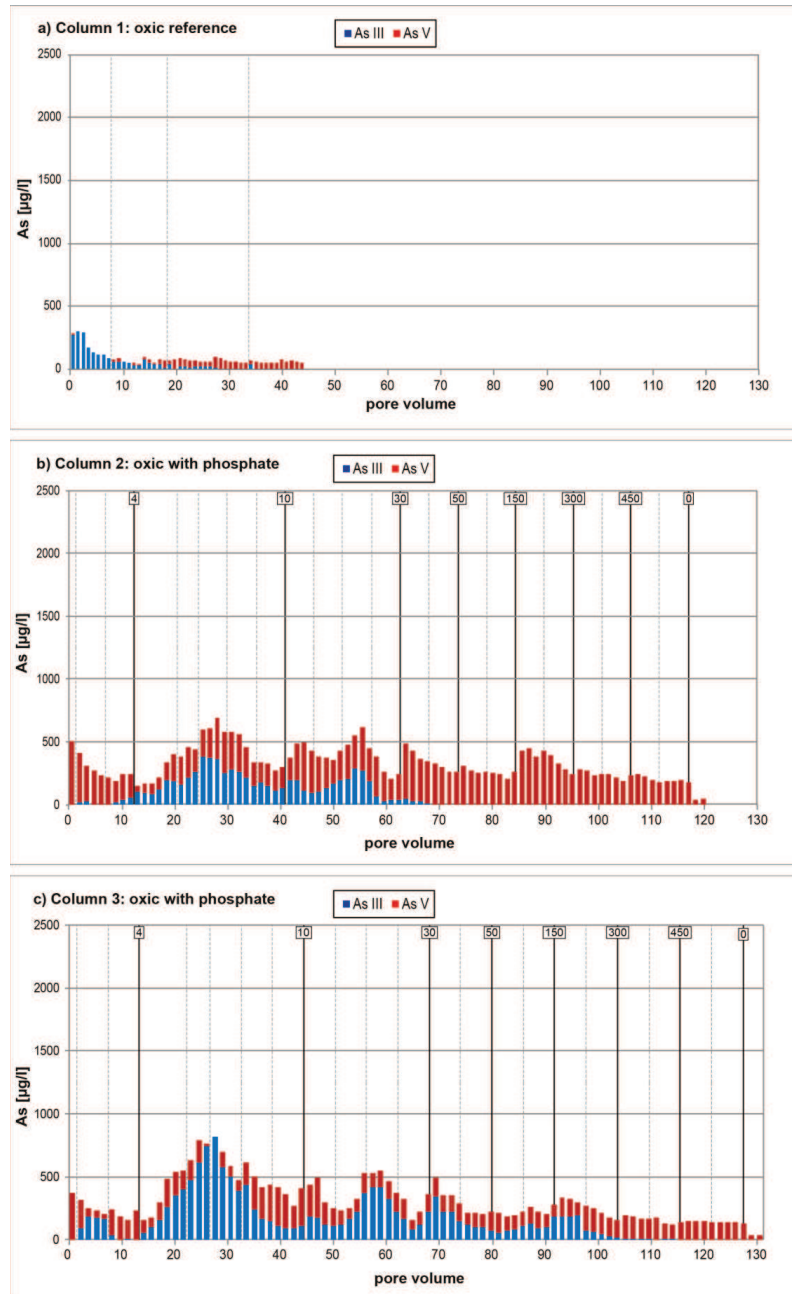 a) Column 1: oxic reference
As III As V
As [µg/l]
2500
2000
1500
1000
500
0
0 10 20 30 40 50 60 70 80 90 100 110 120 130
pore volume
b) Column 2: oxic with phosphate
As III As V
As [µg/l]
2500
4 10 30 50 150 300 450 0
2000
1500
1000
500
0
0 10 20 30 40 50 60 70 80 90 100 110 120 130
pore volume
c) Column 3: oxic with phosphate
As III As V
As [µg/l]
2500
4 10 30 50 150 300 450 0
2000
1500
1000
500
0
0 10 20 30 40 50 60 70 80 90 100 110 120 130
pore volume